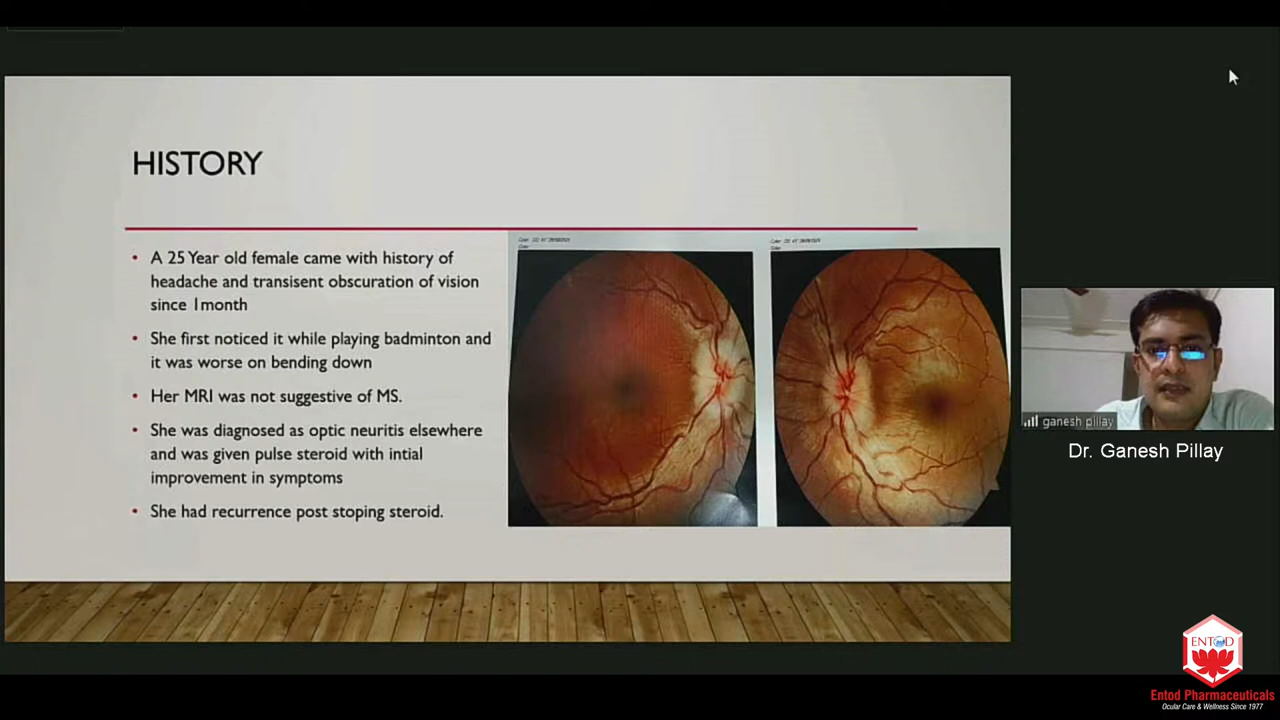 HISTORY
• A 25 Year old female came with history of
headache and transisent obscuration of vision
since 1month
• She first noticed it while playing badminton and
it was worse on bending down
• Her MRI was not suggestive of MS.
• She was diagnosed as optic neuritis elsewhere
and was given pulse steroid with intial
improvement in symptoms
• She had recurrence post stoping steroid.
ganesh pillay
Dr. Ganesh Pillay
ENTOD
Entod Pharmaceuticals
Ocular Care & Wellness Since 1977